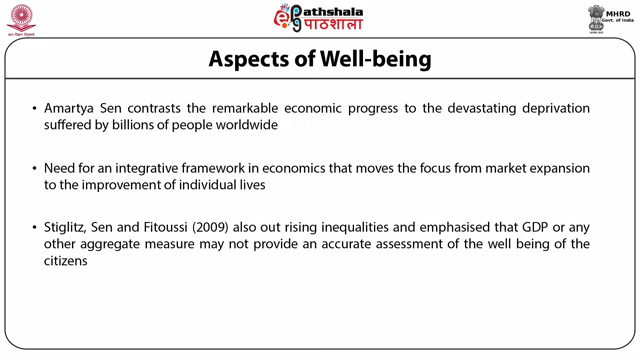 ePathshala
पाठशाला
MHRD
Govt. of India
Aspects of Well-being
• Amartya Sen contrasts the remarkable economic progress to the devastating deprivation
suffered by billions of people worldwide
• Need for an integrative framework in economics that moves the focus from market expansion
to the improvement of individual lives
• Stiglitz, Sen and Fitoussi (2009) also out rising inequalities and emphasised that GDP or any
other aggregate measure may not provide an accurate assessment of the well being of the
citizens